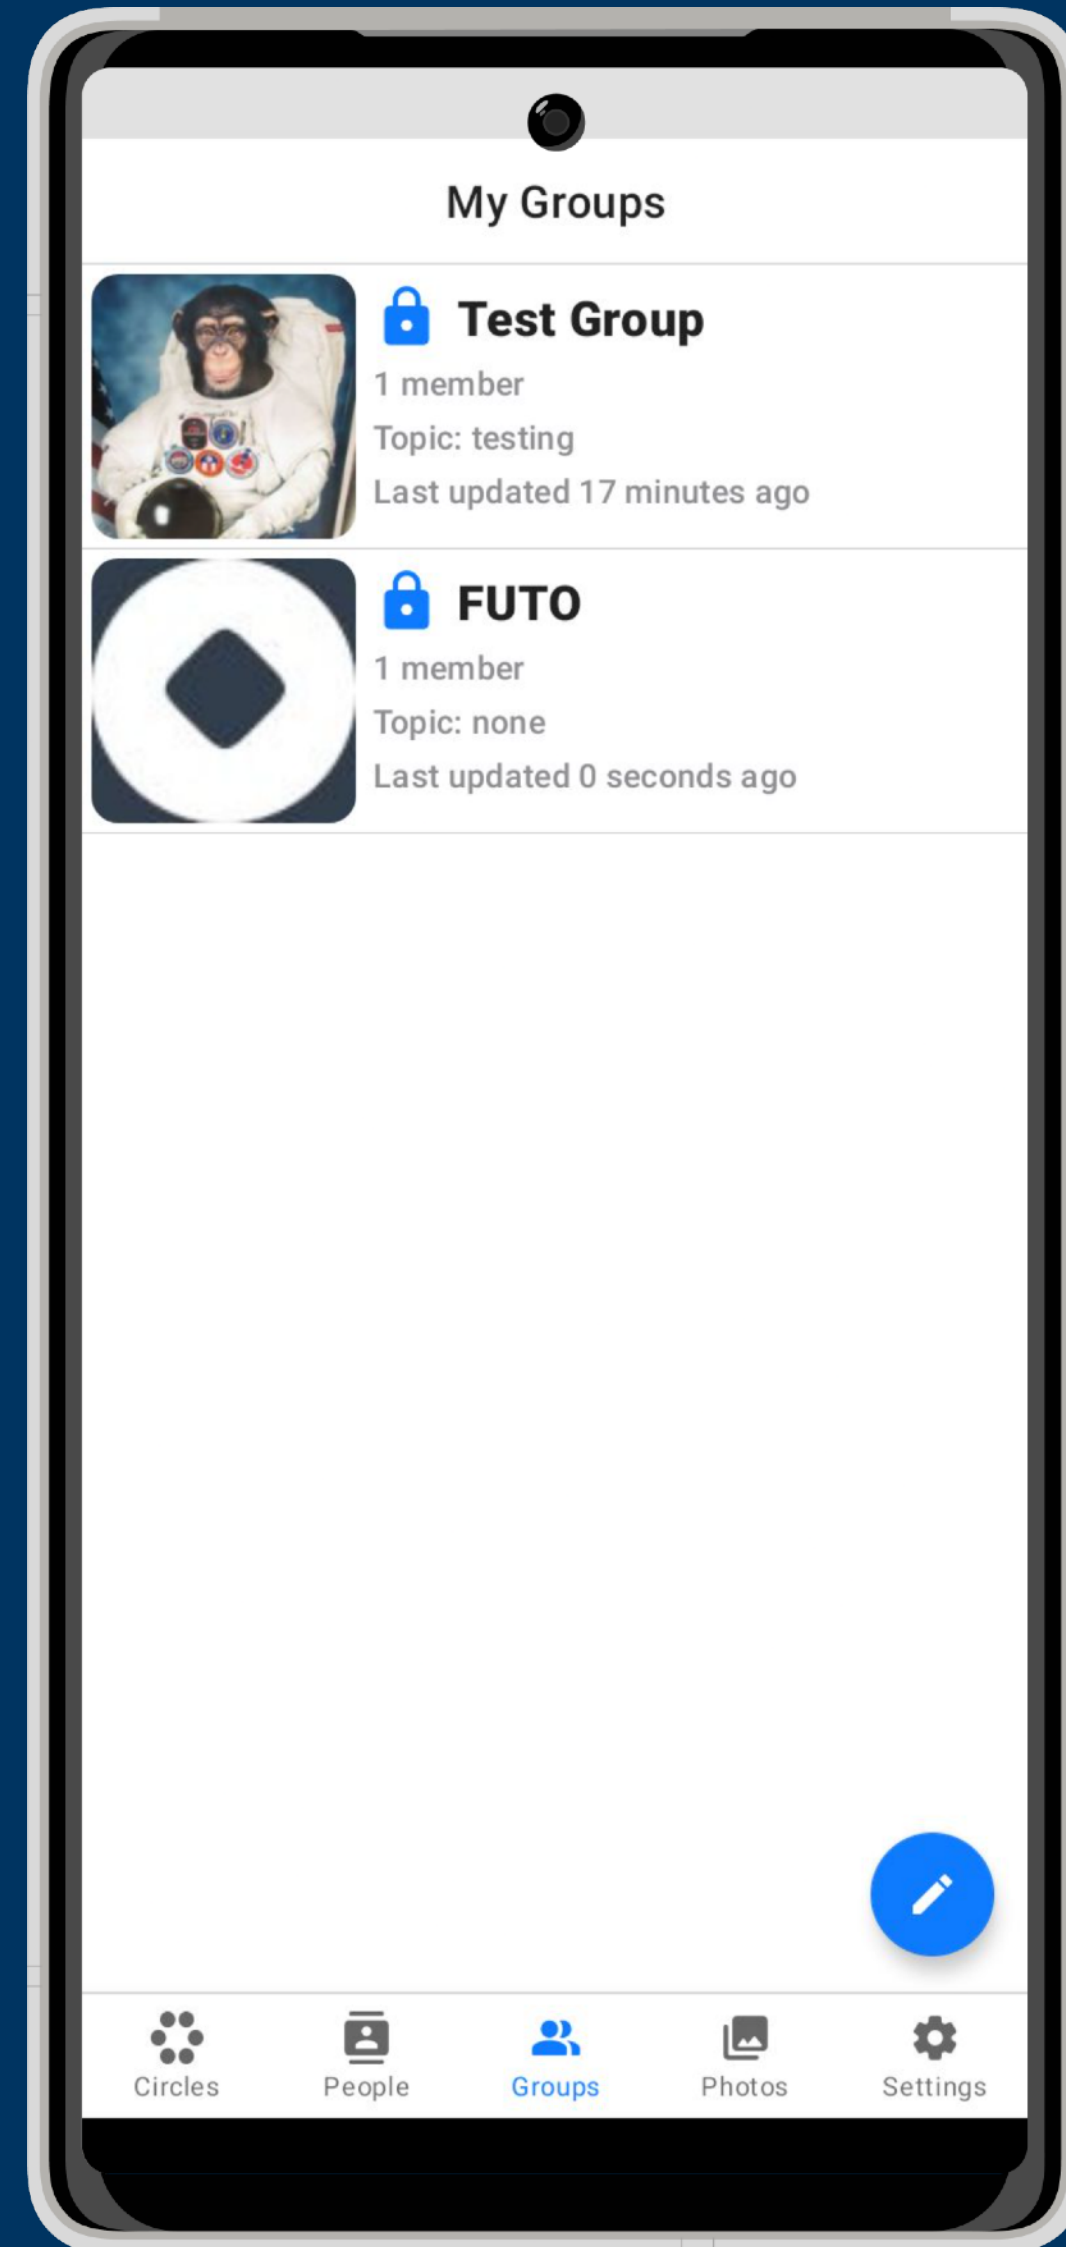 My Groups
Test Group
1 member
Topic: testing
Last updated 17 minutes ago
FUTO
1 member
Topic: none
Last updated 0 seconds ago
Circles
People
Groups
Photos
Settings